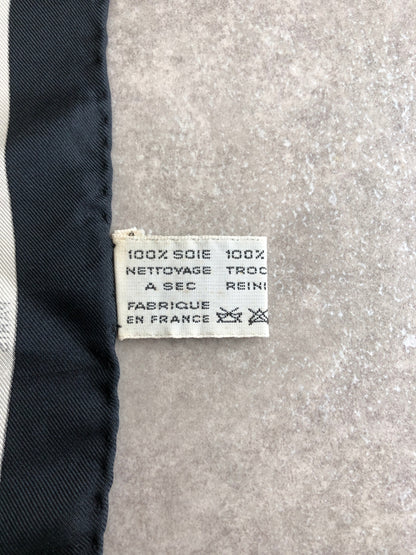 100% SOIE 100%
NETTOYAGE TROC
A SEC REINI
FABRIQUE
EN FRANCE